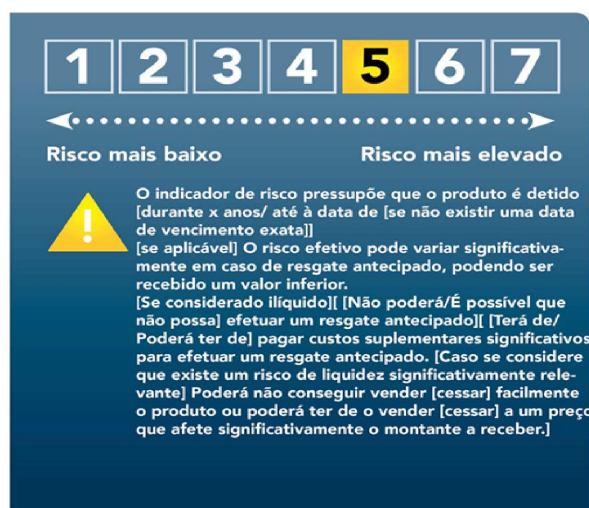 1 2 3 4 5 6 7
Risco mais baixo Risco mais elevado
!
O indicador de risco pressupõe que o produto é detido
[durante x anos/ até à data de [se não existir uma data
de vencimento exata]]
[se aplicável] O risco efetivo pode variar significativa-
mente em caso de resgate antecipado, podendo ser
recebido um valor inferior.
[Se considerado ilíquido][ [Não poderá/É possível que
não possa] efetuar um resgate antecipado][ [Terá de/
Poderá ter de] pagar custos suplementares significativos
para efetuar um resgate antecipado. [Caso se considere
que existe um risco de liquidez significativamente rele-
vante] Poderá não conseguir vender [cessar] facilmente
o produto ou poderá ter de o vender [cessar] a um preço
que afete significativamente o montante a receber.]